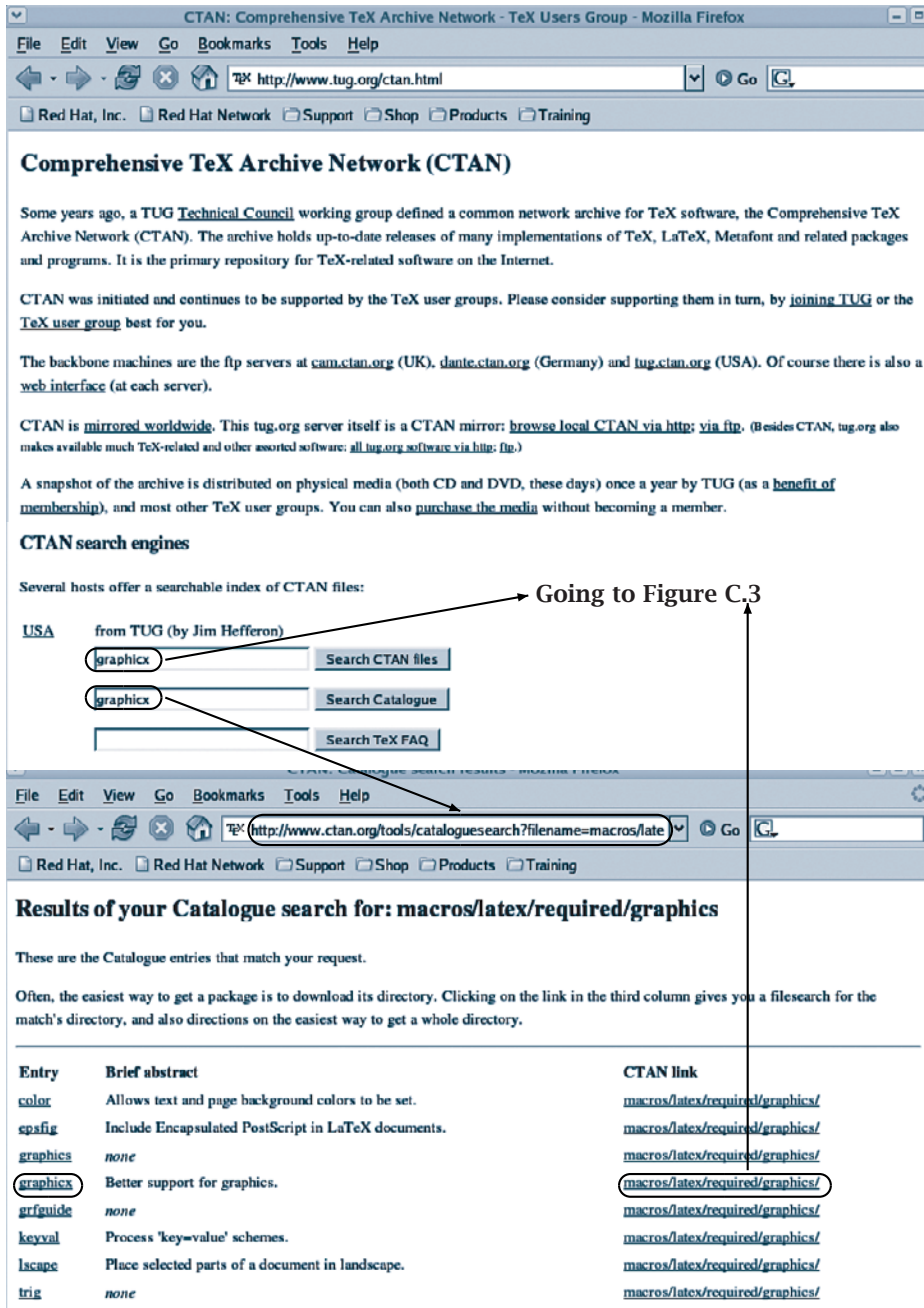 CTAN: Comprehensive TeX Archive Network - TeX Users Group - Mozilla Firefox
File Edit View Go Bookmarks Tools Help
TEX http://www.tug.org/ctan.html Go G
Red Hat, Inc. Red Hat Network Support Shop Products Training
Comprehensive TeX Archive Network (CTAN)
Some years ago, a TUG Technical Council working group defined a common network archive for TeX software, the Comprehensive TeX
Archive Network (CTAN). The archive holds up-to-date releases of many implementations of TeX, LaTeX, Metafont and related packages
and programs. It is the primary repository for TeX-related software on the Internet.
CTAN was initiated and continues to be supported by the TeX user groups. Please consider supporting them in turn, by joining TUG or the
TeX user group best for you.
The backbone machines are the ftp servers at cam.ctan.org (UK), dante.ctan.org (Germany) and tug.ctan.org (USA). Of course there is also a
web interface (at each server).
CTAN is mirrored worldwide. This tug.org server itself is a CTAN mirror: browse local CTAN via http; via ftp. (Besides CTAN, tug.org also
makes available much TeX-related and other assorted software: all tug.org software via http; ftp.)
A snapshot of the archive is distributed on physical media (both CD and DVD, these days) once a year by TUG (as a benefit of
membership), and most other TeX user groups. You can also purchase the media without becoming a member.
CTAN search engines
Several hosts offer a searchable index of CTAN files:
Going to Figure C.3
USA from TUG (by Jim Hefferon)
graphicx Search CTAN files
graphicx Search Catalogue
Search TeX FAQ
CTAN: Catalogue search results - Mozilla Firefox
File Edit View Go Bookmarks Tools Help
TEX http://www.ctan.org/tools/cataloguesearch?filename=macros/late Go G
Red Hat, Inc. Red Hat Network Support Shop Products Training
Results of your Catalogue search for: macros/latex/required/graphics
These are the Catalogue entries that match your request.
Often, the easiest way to get a package is to download its directory. Clicking on the link in the third column gives you a filesearch for the
match's directory, and also directions on the easiest way to get a whole directory.
Entry Brief abstract CTAN link
color Allows text and page background colors to be set. macros/latex/required/graphics/
epsfig Include Encapsulated PostScript in LaTeX documents. macros/latex/required/graphics/
graphics none macros/latex/required/graphics/
graphicx Better support for graphics. macros/latex/required/graphics/
grfguide none macros/latex/required/graphics/
keyval Process 'key=value' schemes. macros/latex/required/graphics/
lscape Place selected parts of a document in landscape. macros/latex/required/graphics/
trig none macros/latex/required/graphics/